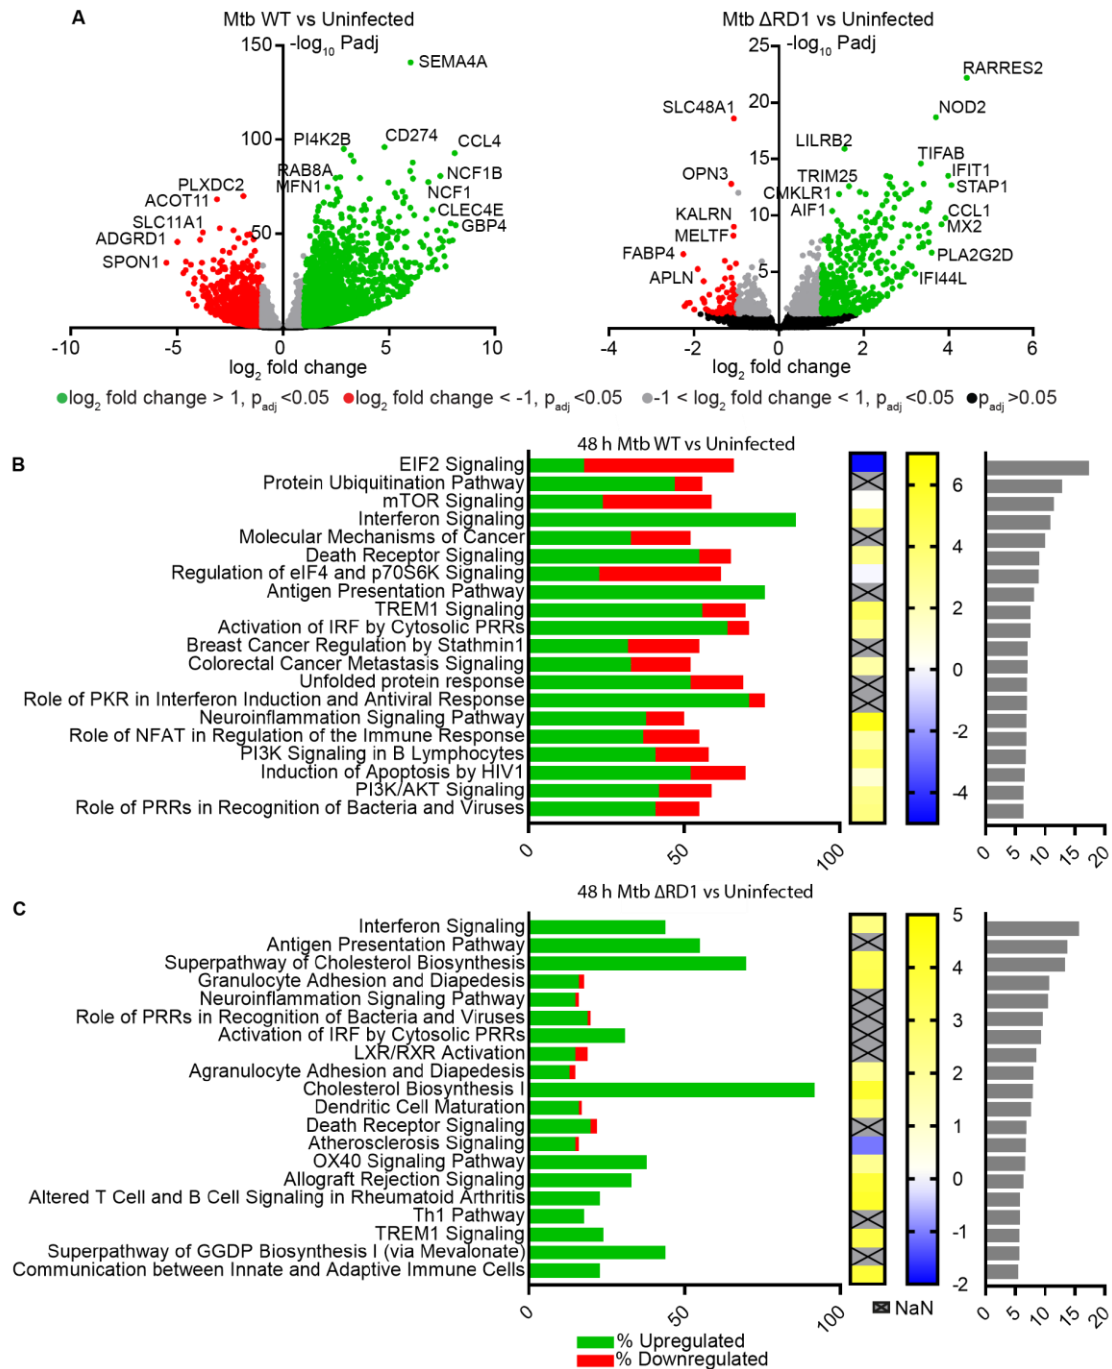 A
Mtb WT vs Uninfected
-log10 Padj
150
100
50
SEMA4A
PI4K2B
CD274
CCL4
RAB8A
MFN1
NCF1B
NCF1
CLEC4E
GBP4
PLXDC2
ACOT11
SLC11A1
ADGRD1
SPON1
-10 -5 0 5 10
log2 fold change
Mtb ΔRD1 vs Uninfected
-log10 Padj
25
20
15
10
5
RARRES2
SLC48A1
NOD2
LILRB2
TIFAB
OPN3
TRIM25
IFIT1
CMKLR1
STAP1
AIF1
CCL1
KALRN
MX2
MELTF
FABP4
PLA2G2D
APLN
IFI44L
-4 -2 0 2 4 6
log2 fold change
log2 fold change > 1, padj <0.05 log2 fold change < -1, padj <0.05 -1 < log2 fold change < 1, padj <0.05 padj >0.05
B
48 h Mtb WT vs Uninfected
EIF2 Signaling
Protein Ubiquitination Pathway
mTOR Signaling
Interferon Signaling
Molecular Mechanisms of Cancer
Death Receptor Signaling
Regulation of eIF4 and p70S6K Signaling
Antigen Presentation Pathway
TREM1 Signaling
Activation of IRF by Cytosolic PRRs
Breast Cancer Regulation by Stathmin1
Colorectal Cancer Metastasis Signaling
Unfolded protein response
Role of PKR in Interferon Induction and Antiviral Response
Neuroinflammation Signaling Pathway
Role of NFAT in Regulation of the Immune Response
PI3K Signaling in B Lymphocytes
Induction of Apoptosis by HIV1
PI3K/AKT Signaling
Role of PRRs in Recognition of Bacteria and Viruses
0 50 100
6
4
2
0
-2
-4
0 5 10 15 20
C
48 h Mtb ΔRD1 vs Uninfected
Interferon Signaling
Antigen Presentation Pathway
Superpathway of Cholesterol Biosynthesis
Granulocyte Adhesion and Diapedesis
Neuroinflammation Signaling Pathway
Role of PRRs in Recognition of Bacteria and Viruses
Activation of IRF by Cytosolic PRRs
LXR/RXR Activation
Agranulocyte Adhesion and Diapedesis
Cholesterol Biosynthesis I
Dendritic Cell Maturation
Death Receptor Signaling
Atherosclerosis Signaling
OX40 Signaling Pathway
Allograft Rejection Signaling
Altered T Cell and B Cell Signaling in Rheumatoid Arthritis
Th1 Pathway
TREM1 Signaling
Superpathway of GGDP Biosynthesis I (via Mevalonate)
Communication between Innate and Adaptive Immune Cells
0 50 100
5
4
3
2
1
0
-1
-2
0 5 10 15 20
NaN
% Upregulated
% Downregulated